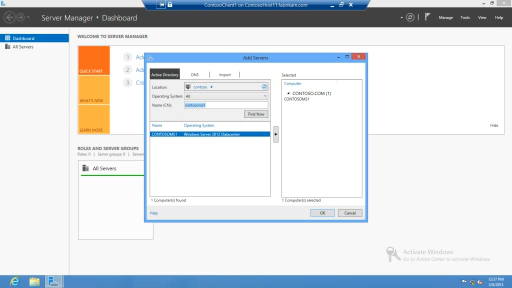 ContosoClient1 on ContosoHost11.fabrikam.com
Server Manager • Dashboard
Manage Tools View Help
Dashboard
All Servers
WELCOME TO SERVER MANAGER
QUICK START
WHAT'S NEW
LEARN MORE
1
2
3
Hide
ROLES AND SERVER GROUPS
All Servers
Add Servers
Active Directory DNS Import
Location: contoso
Operating System: All
Name (CN): contosoms1
Find Now
Name Operating System
CONTOSOMS1 Windows Server 2012 Datacenter
1 Computer(s) found
Selected
Computer
CONTOSO.COM (1)
CONTOSOMS1
1 Computer(s) selected
Help
OK Cancel
Activate Windows
Go to Action Center to activate Windows.